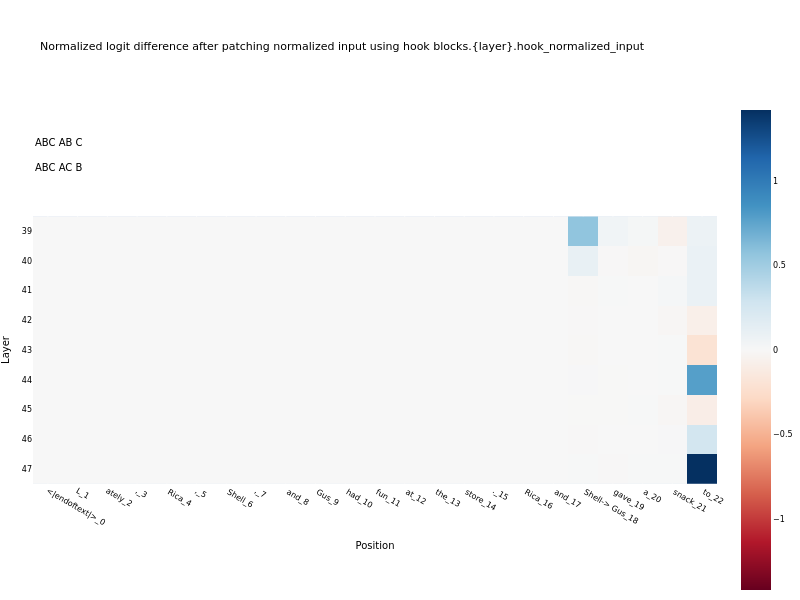 Normalized logit difference after patching normalized input using hook blocks.{layer}.hook_normalized_input
ABC AB C
ABC AC B
Layer
39
40
41
42
43
44
45
46
47
<|endoftext|>_0
L_1
ately_2
,_3
Rica_4
,_5
Shell_6
,_7
and_8
Gus_9
had_10
fun_11
at_12
the_13
store_14
._15
Rica_16
and_17
Shell-> Gus_18
gave_19
a_20
snack_21
to_22
Position
1
0.5
0
−0.5
−1